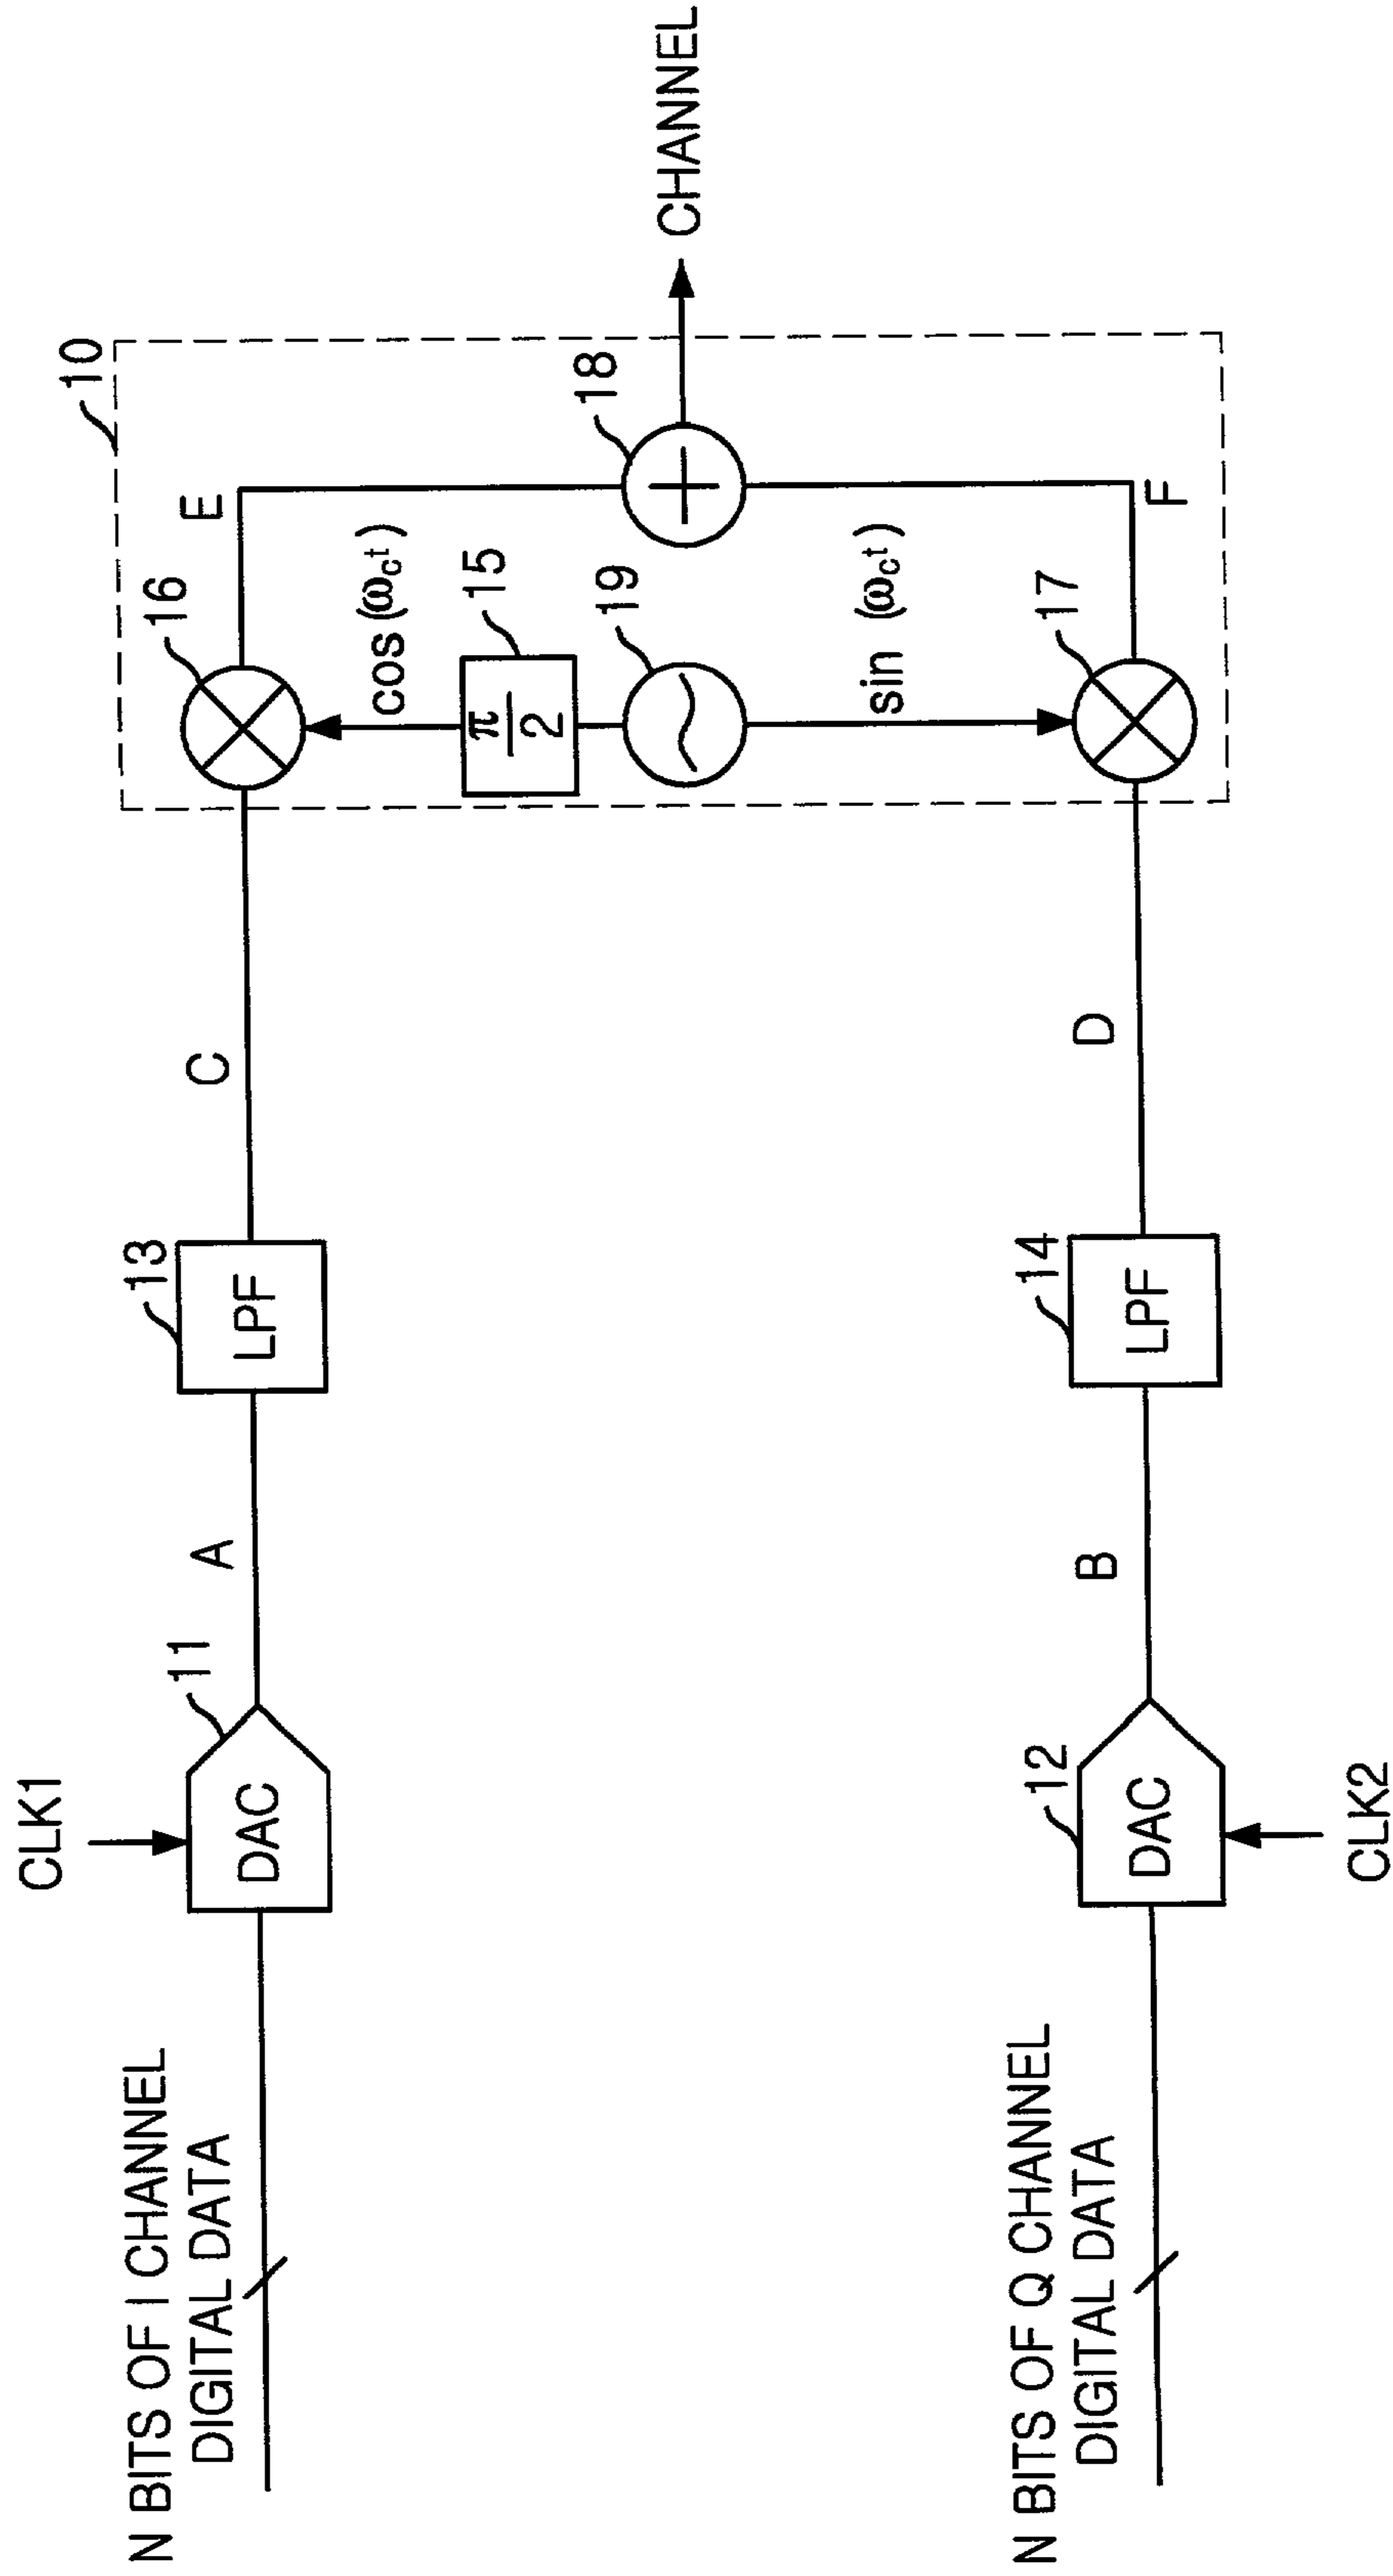 N BITS OF I CHANNEL
DIGITAL DATA
CLK1
DAC
11
A
13
LPF
C
16
E
10
cos (ωct)
π
2
15
19
sin (ωct)
18
CHANNEL
N BITS OF Q CHANNEL
DIGITAL DATA
12
DAC
CLK2
B
14
LPF
D
17
F